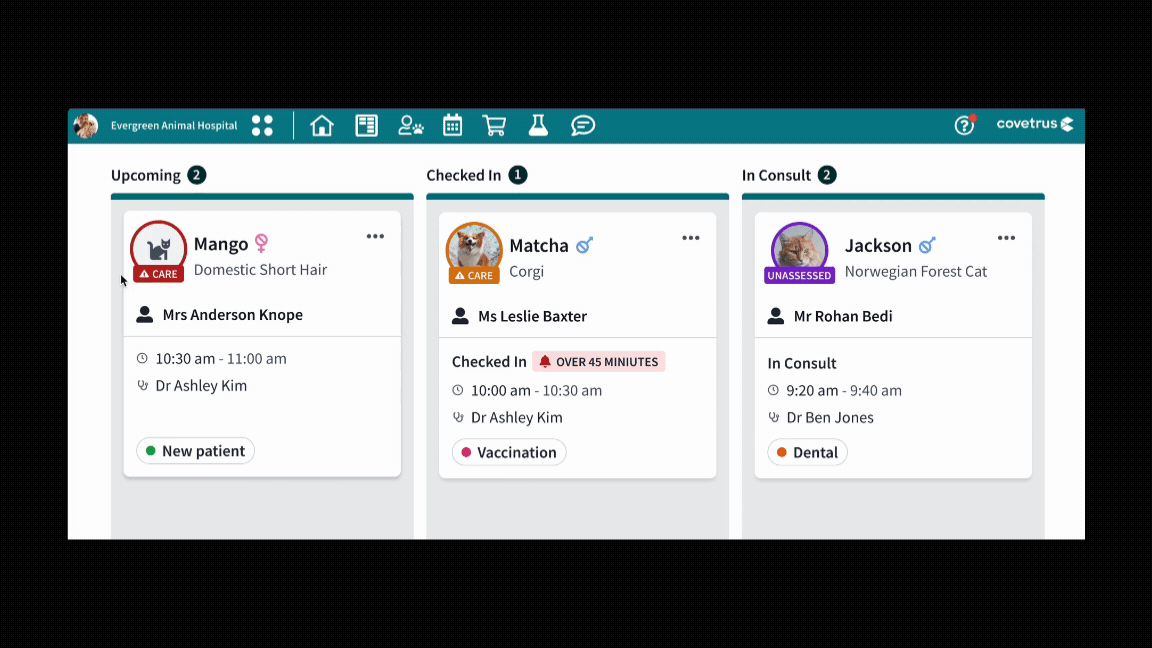 Evergreen Animal Hospital
covetrus
Upcoming 2
Mango
CARE
Domestic Short Hair
Mrs Anderson Knope
10:30 am - 11:00 am
Dr Ashley Kim
New patient
Checked In 1
Matcha
CARE
Corgi
Ms Leslie Baxter
Checked In OVER 45 MINIUTES
10:00 am - 10:30 am
Dr Ashley Kim
Vaccination
In Consult 2
Jackson
UNASSESSED
Norwegian Forest Cat
Mr Rohan Bedi
In Consult
9:20 am - 9:40 am
Dr Ben Jones
Dental